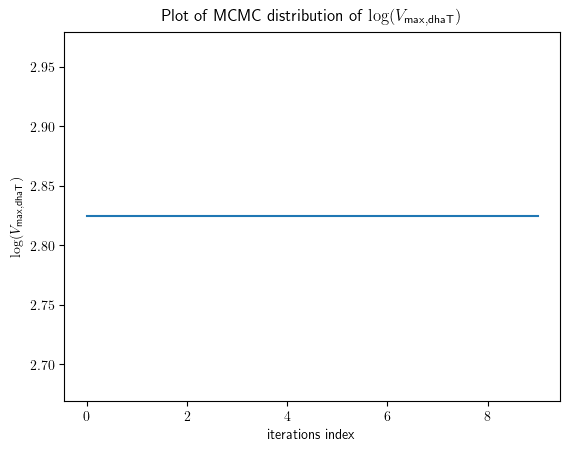 Plot of MCMC distribution of log(V_max,dhaT)
log(V_max,dhaT)
2.95
2.90
2.85
2.80
2.75
2.70
0 2 4 6 8
iterations index